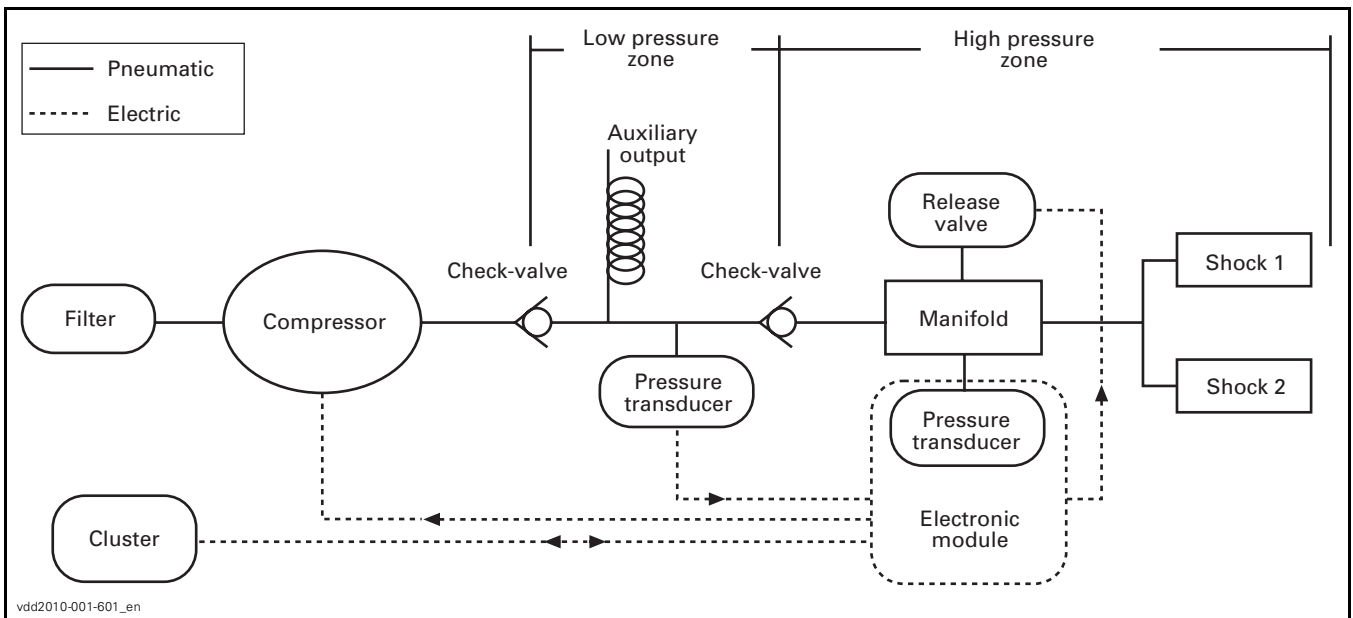 Pneumatic
Electric
Low pressure
zone
High pressure
zone
Auxiliary
output
Release
valve
Check-valve
Check-valve
Shock 1
Filter
Compressor
Manifold
Pressure
transducer
Shock 2
Pressure
transducer
Electronic
module
Cluster
vdd2010-001-601_en